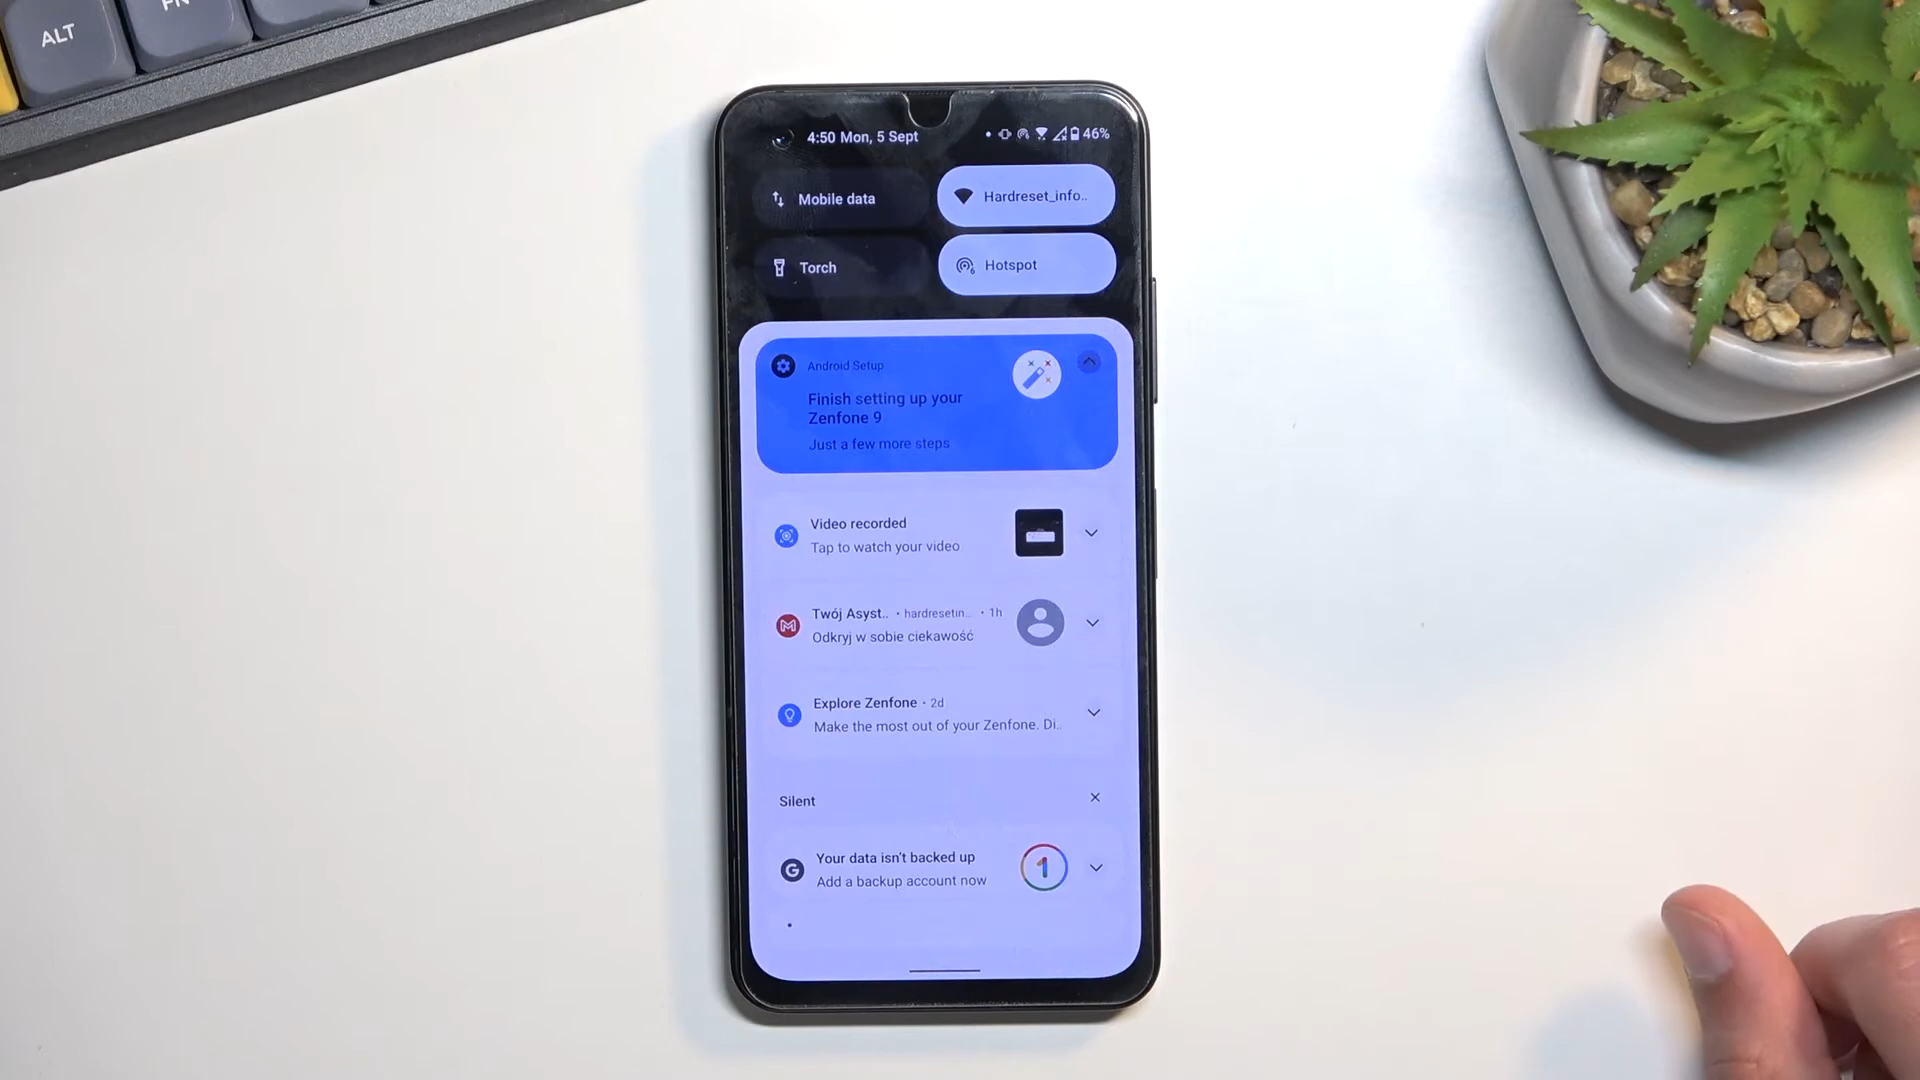 ALT
FN
4:50 Mon, 5 Sept
46%
Mobile data
Hardreset_info..
Torch
Hotspot
Android Setup
Finish setting up your
Zenfone 9
Just a few more steps
Video recorded
Tap to watch your video
Twój Asyst.. • hardresetin... • 1h
Odkryj w sobie ciekawość
Explore Zenfone • 2d
Make the most out of your Zenfone. Di..
Silent
G
Your data isn't backed up
Add a backup account now
1